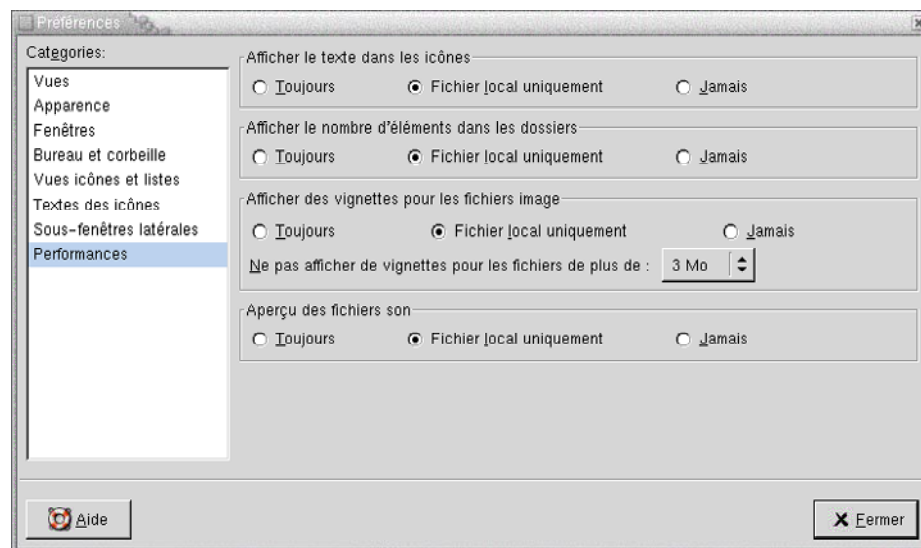 Préférences
Catégories:
Vues
Apparence
Fenêtres
Bureau et corbeille
Vues icônes et listes
Textes des icônes
Sous-fenêtres latérales
Performances
Afficher le texte dans les icônes
Toujours Fichier local uniquement Jamais
Afficher le nombre d'éléments dans les dossiers
Toujours Fichier local uniquement Jamais
Afficher des vignettes pour les fichiers image
Toujours Fichier local uniquement Jamais
Ne pas afficher de vignettes pour les fichiers de plus de : 3 Mo
Aperçu des fichiers son
Toujours Fichier local uniquement Jamais
Aide
Fermer